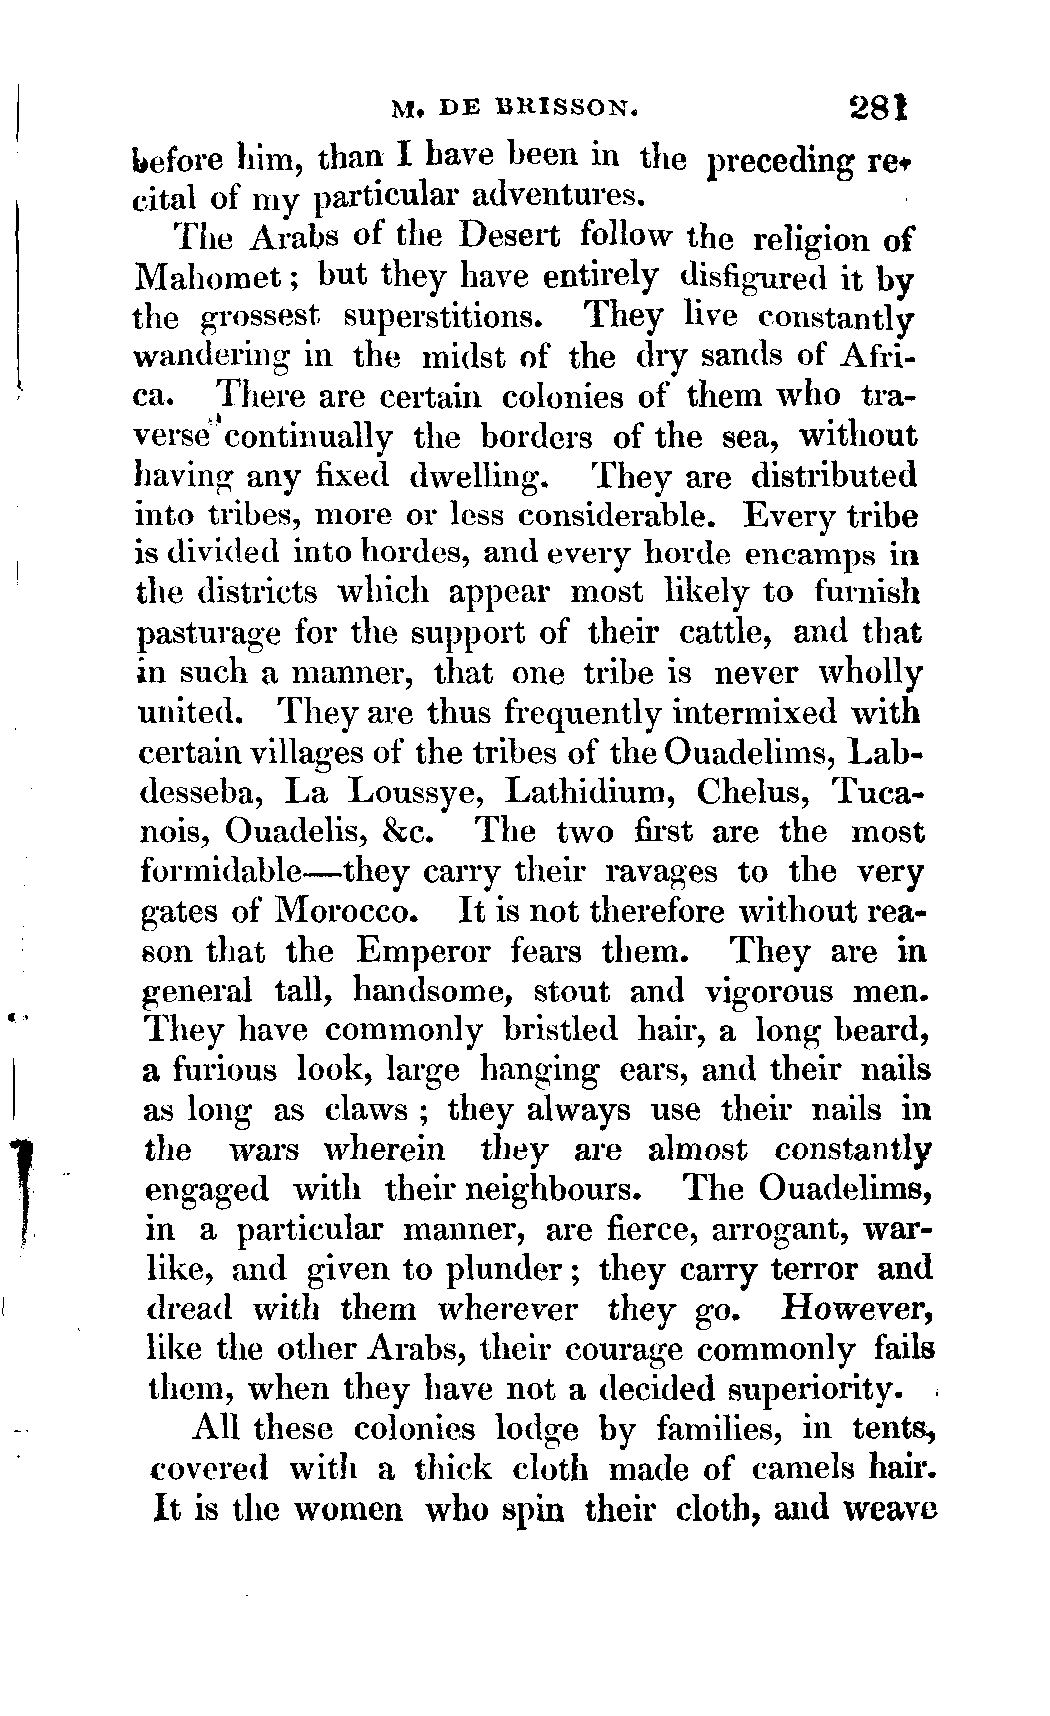 M. DE BRISSON. 281
before him, than I have been in the preceding re-
cital of my particular adventures.
The Arabs of the Desert follow the religion of
Mahomet; but they have entirely disfigured it by
the grossest superstitions. They live constantly
wandering in the midst of the dry sands of Afri-
ca. There are certain colonies of them who tra-
verse continually the borders of the sea, without
having any fixed dwelling. They are distributed
into tribes, more or less considerable. Every tribe
is divided into hordes, and every horde encamps in
the districts which appear most likely to furnish
pasturage for the support of their cattle, and that
in such a manner, that one tribe is never wholly
united. They are thus frequently intermixed with
certain villages of the tribes of the Ouadelims, Lab-
desseba, La Loussye, Lathidium, Chelus, Tuca-
nois, Ouadelis, &c. The two first are the most
formidable—they carry their ravages to the very
gates of Morocco. It is not therefore without rea-
son that the Emperor fears them. They are in
general tall, handsome, stout and vigorous men.
They have commonly bristled hair, a long beard,
a furious look, large hanging ears, and their nails
as long as claws; they always use their nails in
the wars wherein they are almost constantly
engaged with their neighbours. The Ouadelims,
in a particular manner, are fierce, arrogant, war-
like, and given to plunder; they carry terror and
dread with them wherever they go. However,
like the other Arabs, their courage commonly fails
them, when they have not a decided superiority.
All these colonies lodge by families, in tents,
covered with a thick cloth made of camels hair.
It is the women who spin their cloth, and weave